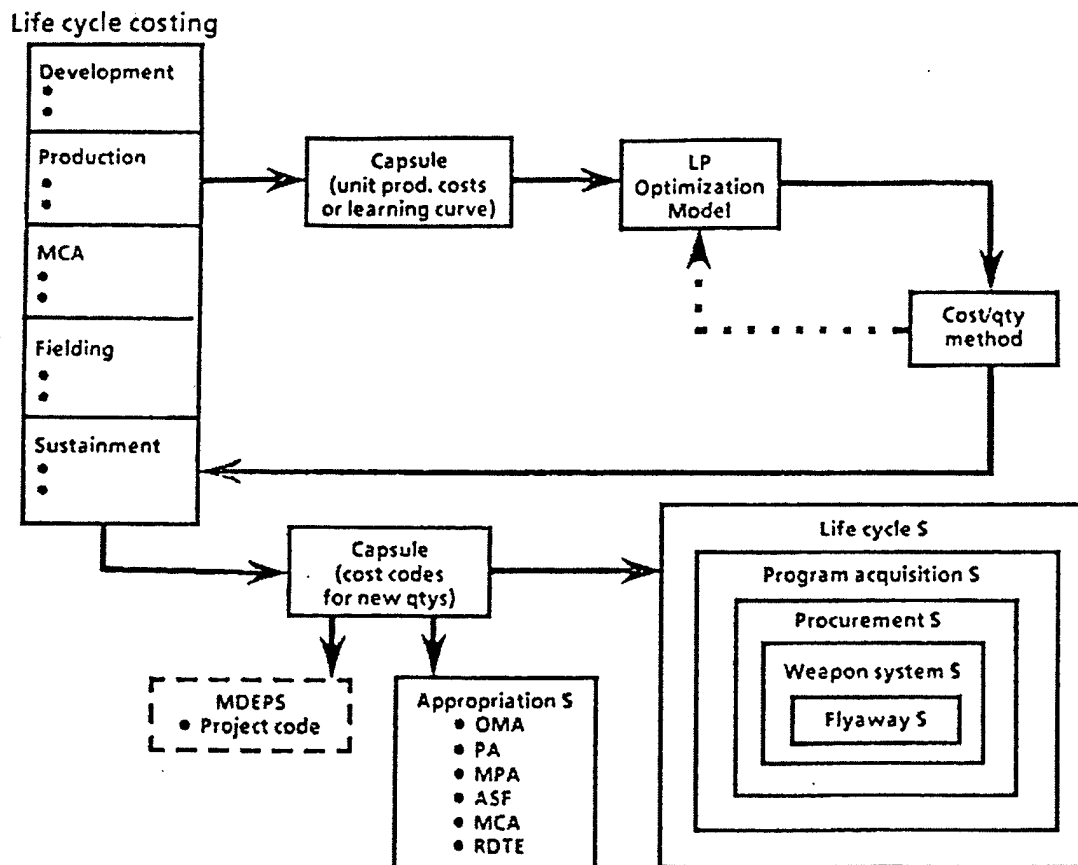 Life cycle costing
Development
•
•
Production
•
•
MCA
•
•
Fielding
•
•
Sustainment
•
•
Capsule
(unit prod. costs
or learning curve)
LP
Optimization
Model
Cost/qty
method
Capsule
(cost codes
for new qtys)
MDEPS
• Project code
Appropriation $
• OMA
• PA
• MPA
• ASF
• MCA
• RDTE
Life cycle $
Program acquisition $
Procurement $
Weapon system $
Flyaway $